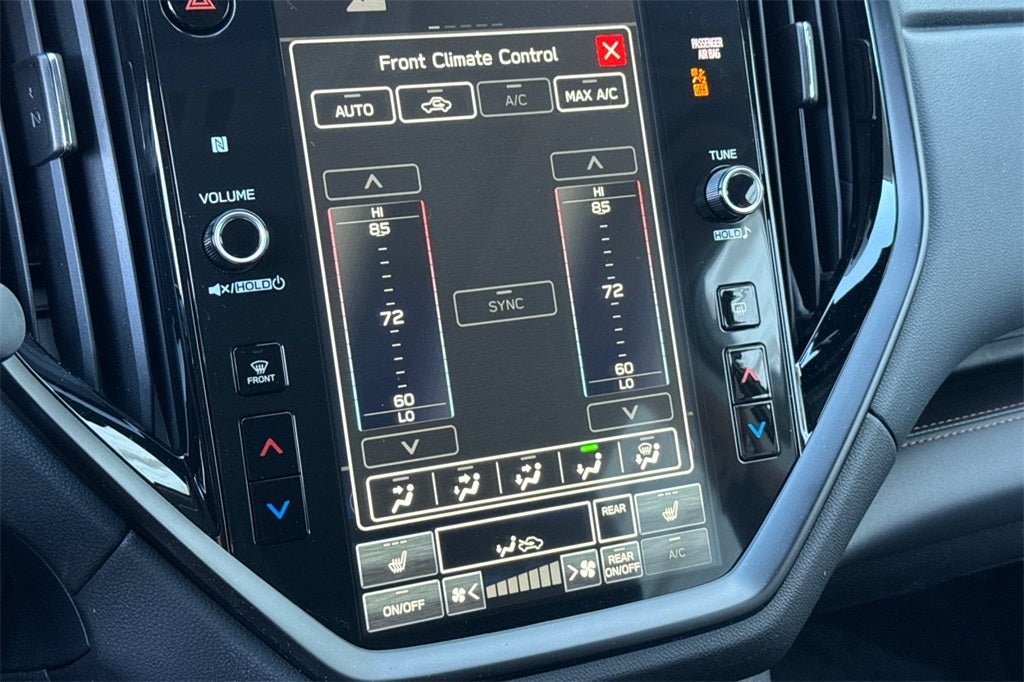 Front Climate Control
AUTO
A/C
MAX A/C
PASSENGER
AIR BAG
OFF
VOLUME
TUNE
HOLD
/HOLD
HI
85
72
60
LO
SYNC
HI
85
72
60
LO
FRONT
REAR
REAR
ON/OFF
A/C
ON/OFF